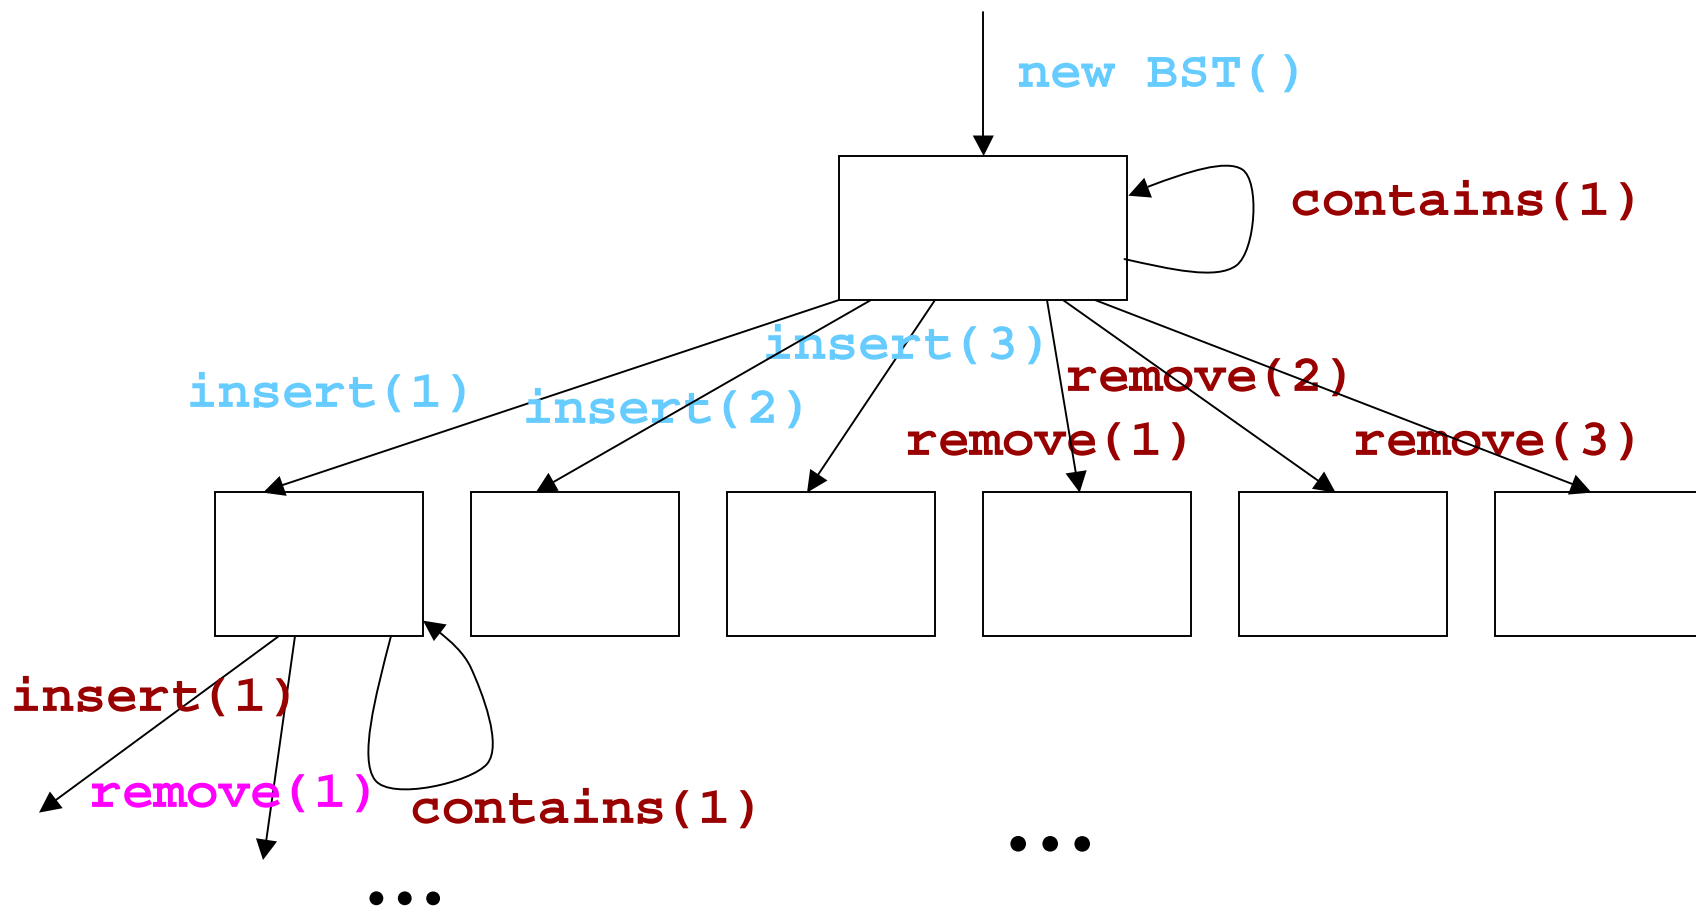 new BST()
contains(1)
insert(3)
insert(1)
remove(2)
insert(2)
remove(1)
remove(3)
insert(1)
remove(1)
contains(1)
...
...